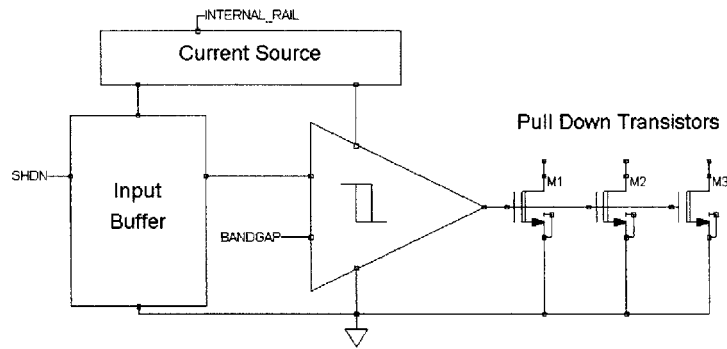 INTERNAL_RAIL
Current Source
Pull Down Transistors
SHDN
Input
Buffer
BANDGAP
M1
M2
M3